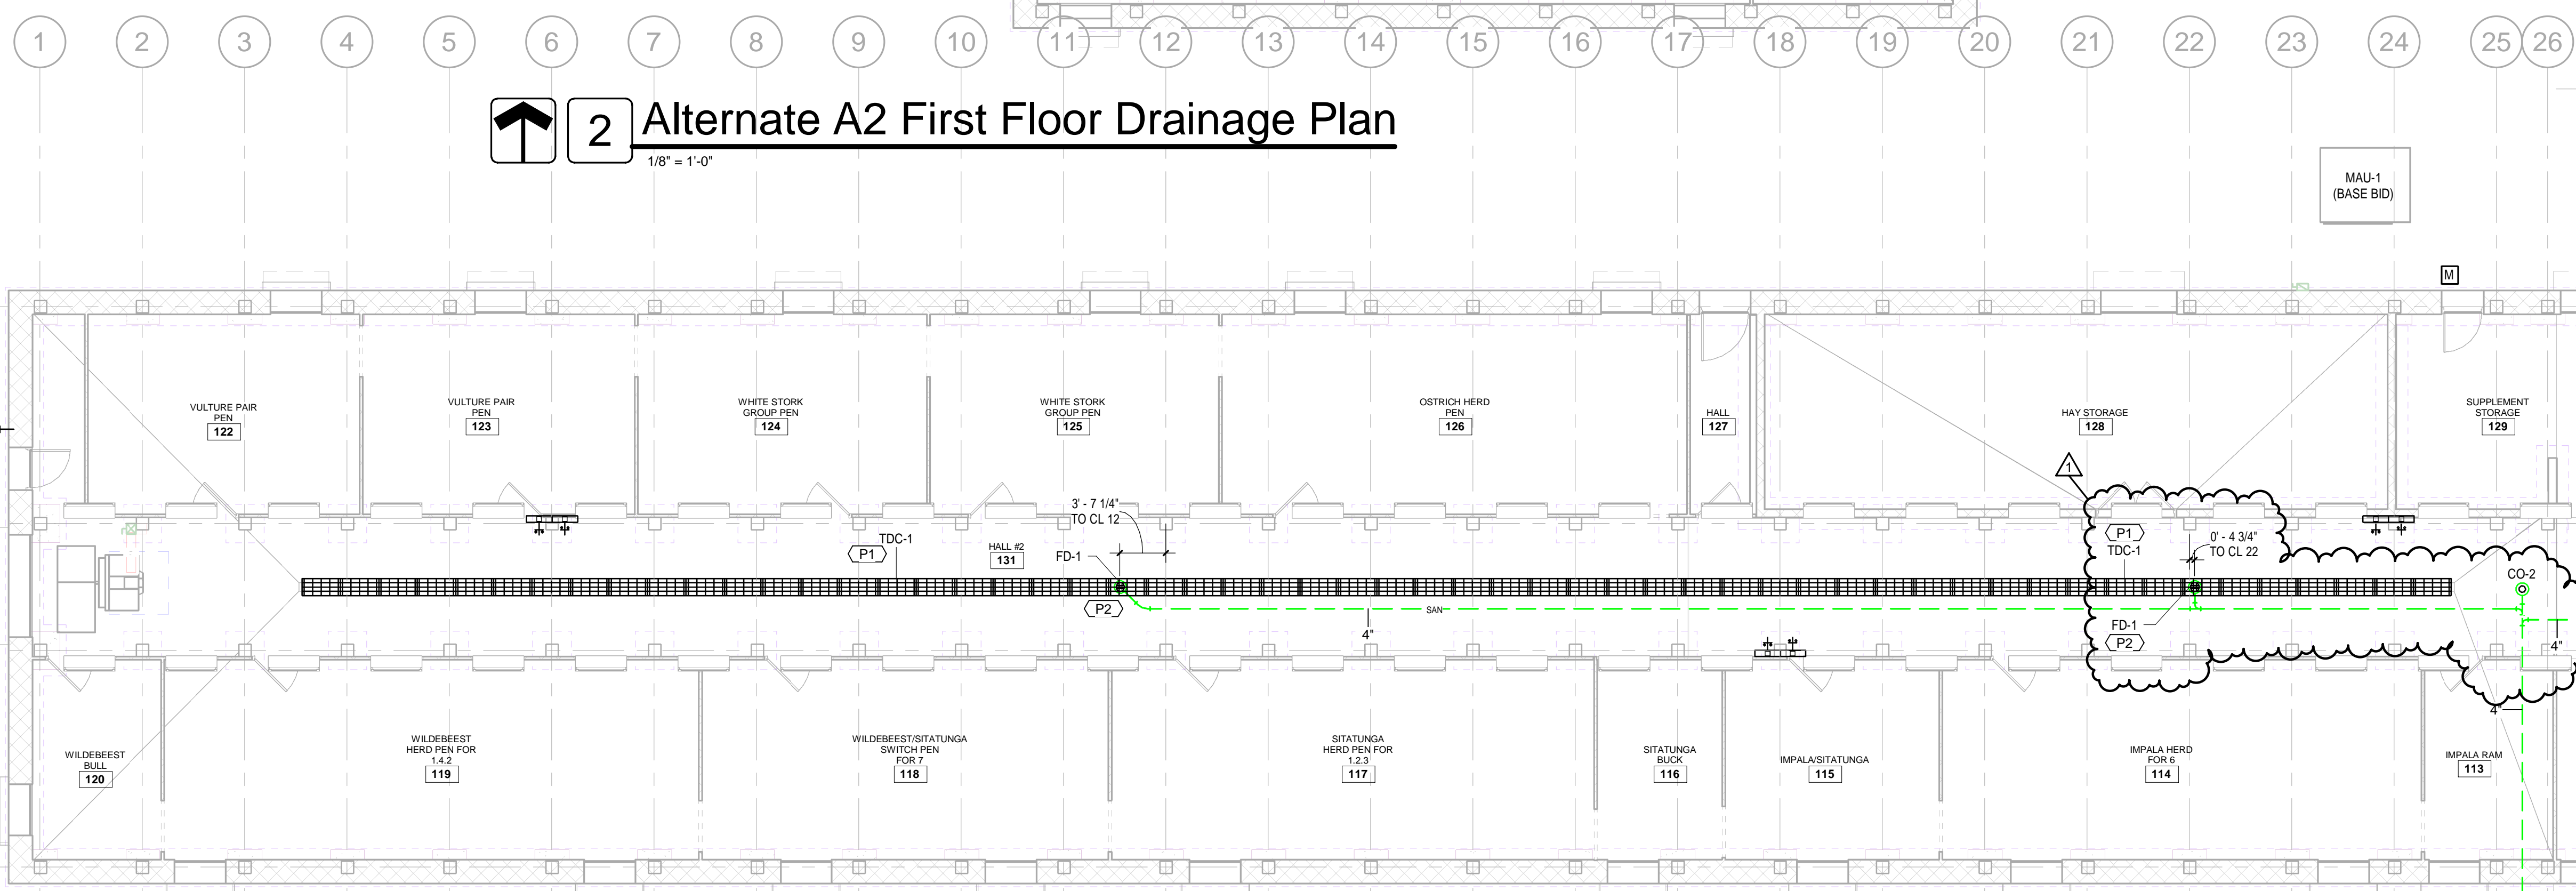 1 2 3 4 5 6 7 8 9 10 11 12 13 14 15 16 17 18 19 20 21 22 23 24 25 26
2 Alternate A2 First Floor Drainage Plan
1/8" = 1'-0"
MAU-1
(BASE BID)
M
VULTURE PAIR
PEN
122
VULTURE PAIR
PEN
123
WHITE STORK
GROUP PEN
124
WHITE STORK
GROUP PEN
125
OSTRICH HERD
PEN
126
HALL
127
HAY STORAGE
128
SUPPLEMENT
STORAGE
129
1
3' - 7 1/4"
TO CL 12
P1
TDC-1
HALL #2
131
FD-1
P2
SAN
4"
P1
TDC-1
0' - 4 3/4"
TO CL 22
FD-1
P2
CO-2
4"
4"
WILDEBEEST
BULL
120
WILDEBEEST
HERD PEN FOR
1.4.2
119
WILDEBEEST/SITATUNGA
SWITCH PEN
FOR 7
118
SITATUNGA
HERD PEN FOR
1.2.3
117
SITATUNGA
BUCK
116
IMPALA/SITATUNGA
115
IMPALA HERD
FOR 6
114
IMPALA RAM
113